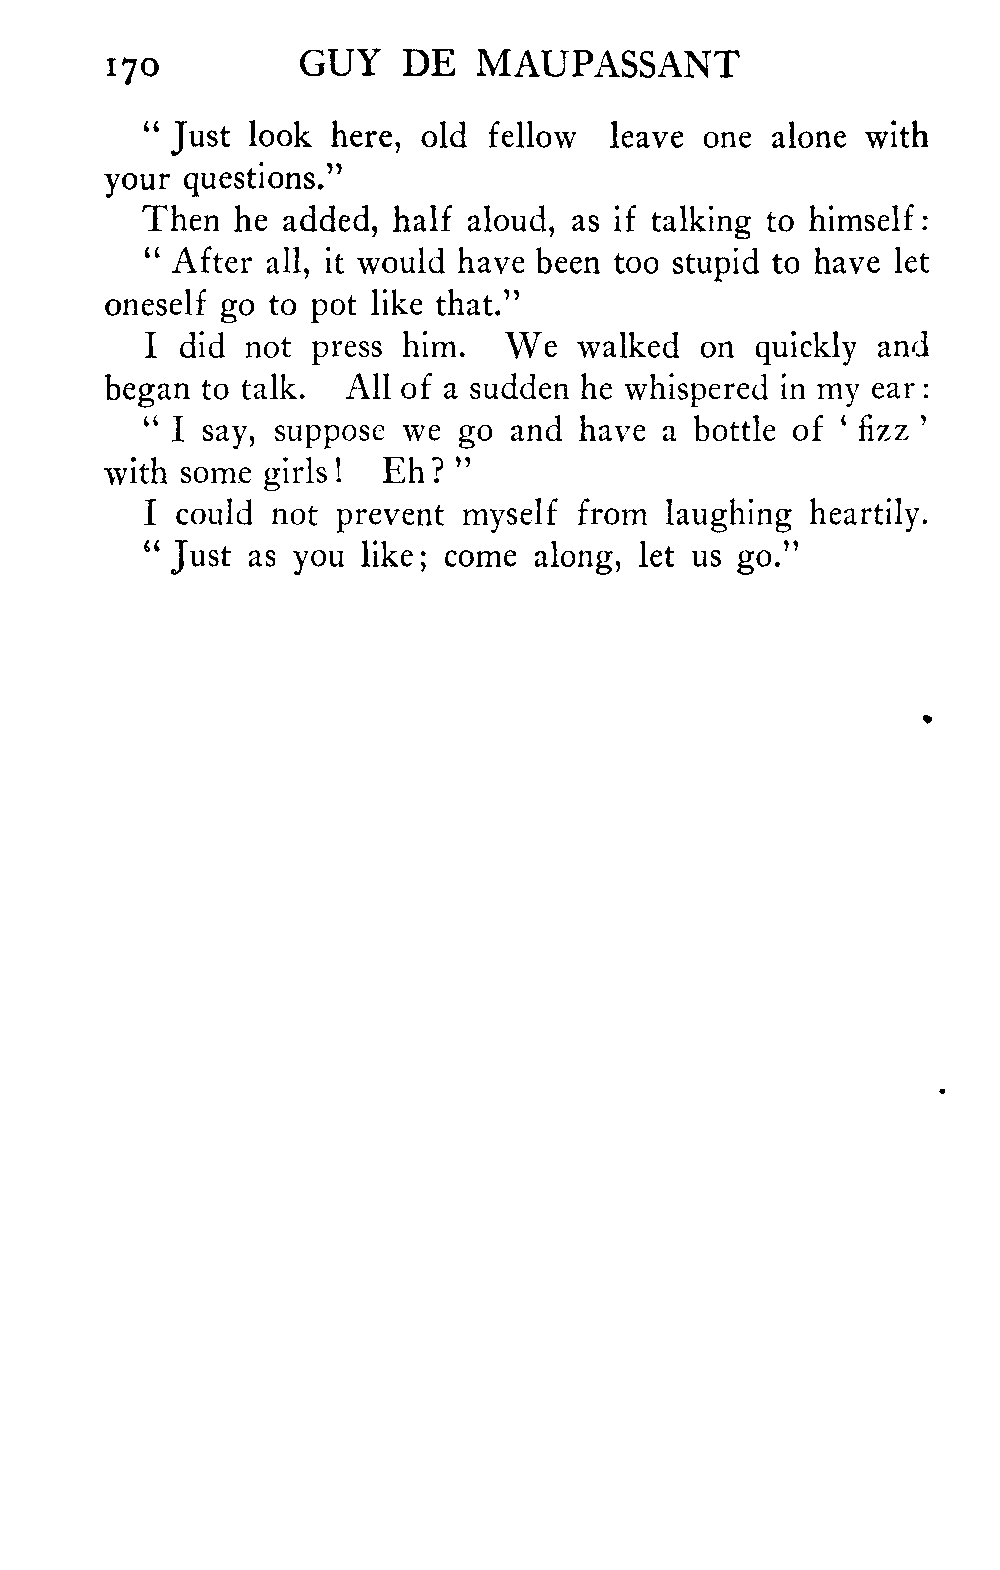 170 GUY DE MAUPASSANT
“ Just look here, old fellow leave one alone with
your questions.”
Then he added, half aloud, as if talking to himself :
“ After all, it would have been too stupid to have let
oneself go to pot like that.”
I did not press him. We walked on quickly and
began to talk. All of a sudden he whispered in my ear :
“ I say, suppose we go and have a bottle of ‘ fizz ’
with some girls ! Eh ? ”
I could not prevent myself from laughing heartily.
“ Just as you like ; come along, let us go.”